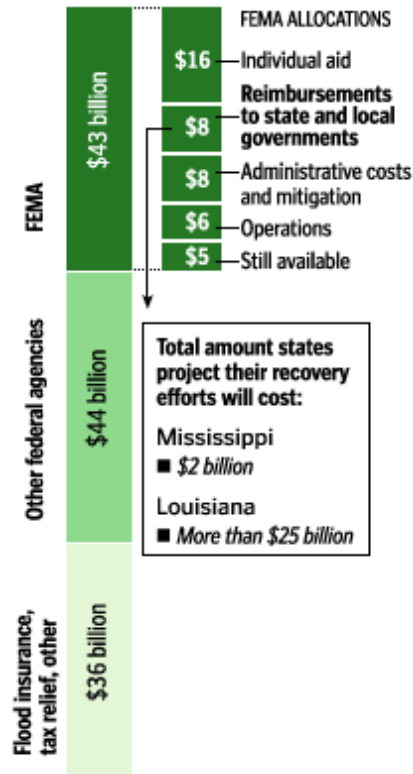 FEMA
$43 billion
FEMA ALLOCATIONS
$16
Individual aid
$8
Reimbursements
to state and local
governments
$8
Administrative costs
and mitigation
$6
Operations
$5
Still available
Other federal agencies
$44 billion
Total amount states
project their recovery
efforts will cost:
Mississippi
■ $2 billion
Louisiana
■ More than $25 billion
Flood insurance,
tax relief, other
$36 billion